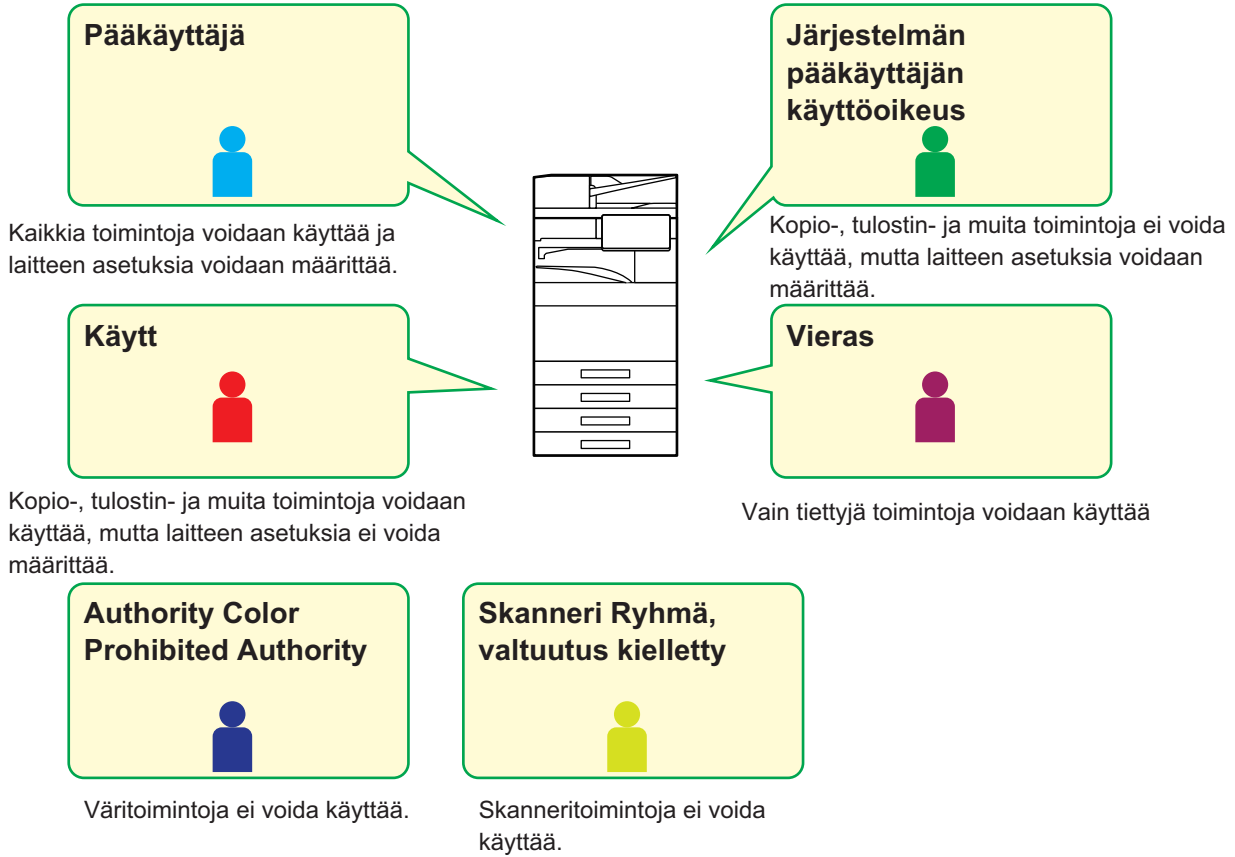 Pääkäyttäjä
Kaikkia toimintoja voidaan käyttää ja
laitteen asetuksia voidaan määrittää.
Järjestelmän
pääkäyttäjän
käyttöoikeus
Kopio-, tulostin- ja muita toimintoja ei voida
käyttää, mutta laitteen asetuksia voidaan
määrittää.
Käytt
Kopio-, tulostin- ja muita toimintoja voidaan
käyttää, mutta laitteen asetuksia ei voida
määrittää.
Vieras
Vain tiettyjä toimintoja voidaan käyttää
Authority Color
Prohibited Authority
Väritoimintoja ei voida käyttää.
Skanneri Ryhmä,
valtuutus kielletty
Skanneritoimintoja ei voida
käyttää.